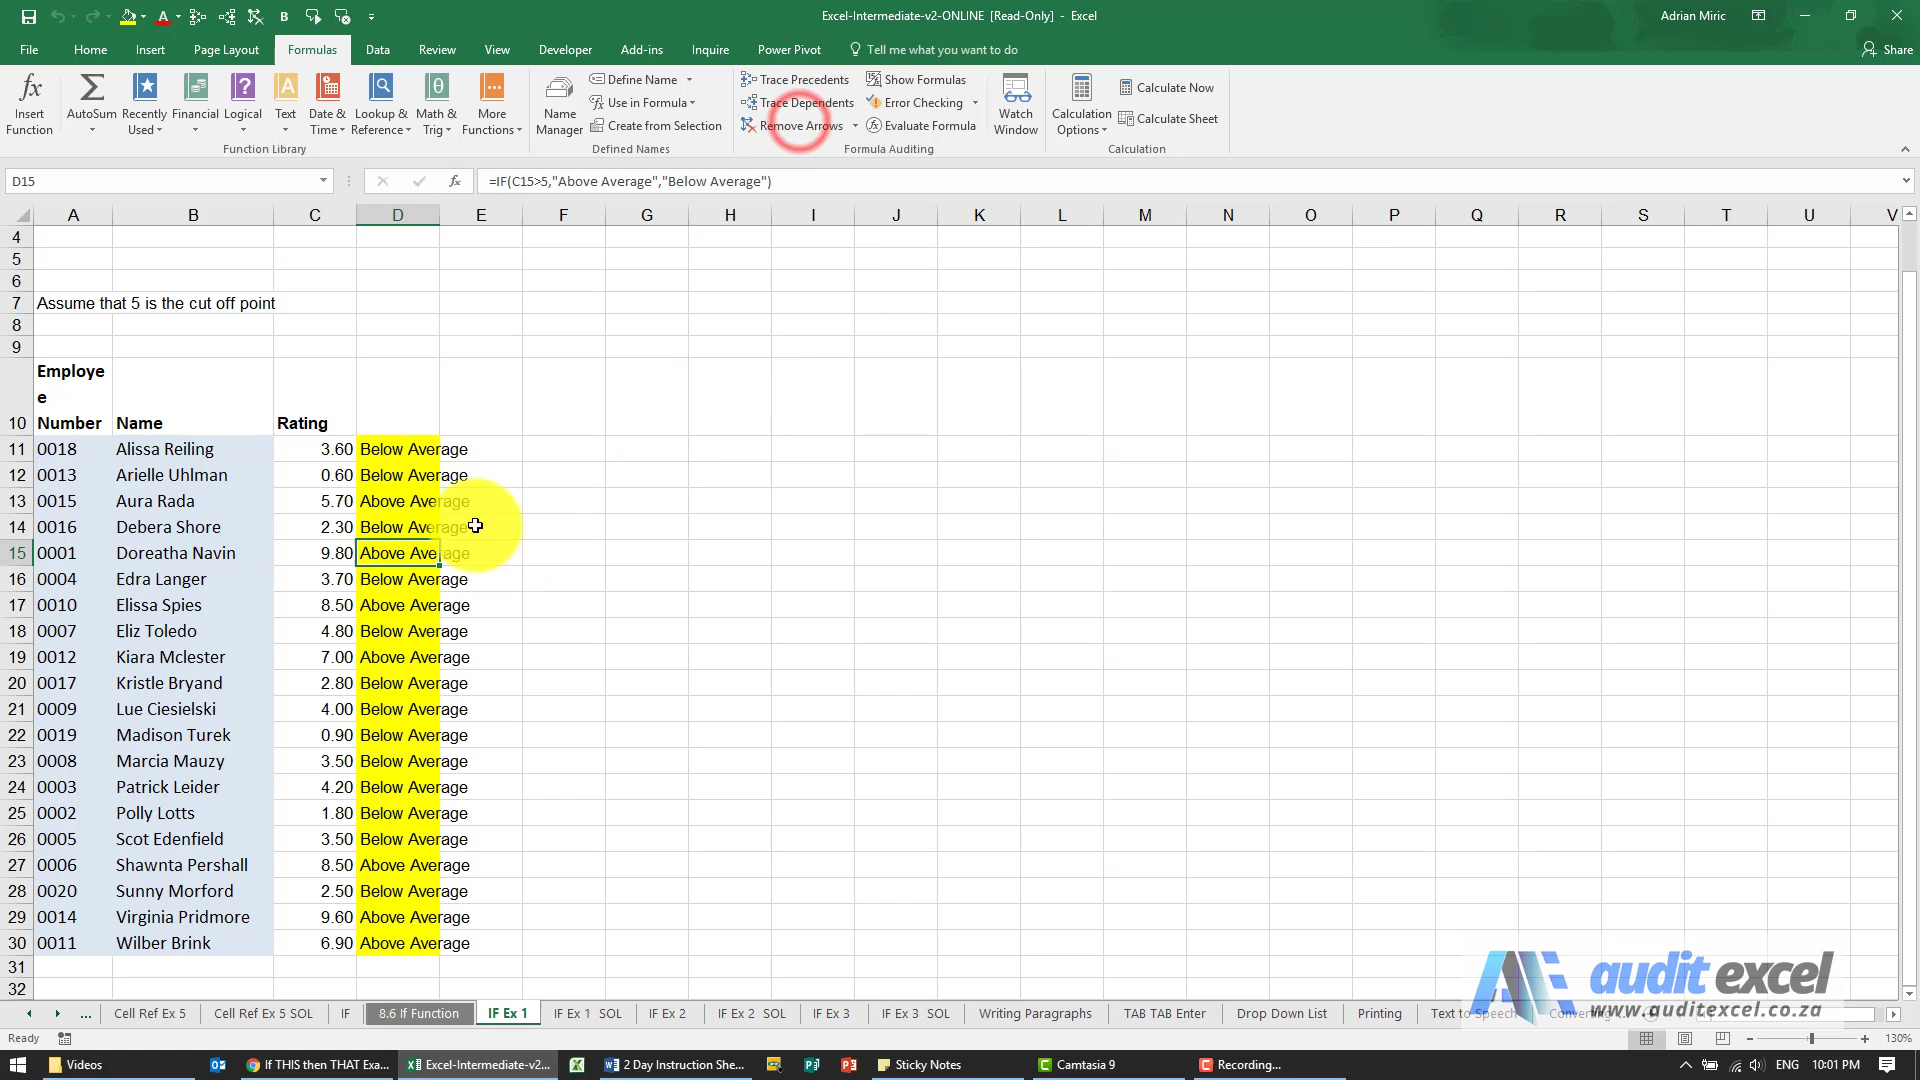 Excel-Intermediate-v2-ONLINE [Read-Only] - Excel
Adrian Miric
File Home Insert Page Layout Formulas Data Review View Developer Add-ins Inquire Power Pivot Tell me what you want to do Share
Insert Function
AutoSum
Recently Used
Financial
Logical
Text
Date & Time
Lookup & Reference
Math & Trig
More Functions
Function Library
Name Manager
Define Name
Use in Formula
Create from Selection
Defined Names
Trace Precedents
Trace Dependents
Remove Arrows
Show Formulas
Error Checking
Evaluate Formula
Formula Auditing
Watch Window
Calculation Options
Calculate Now
Calculate Sheet
Calculation
D15 fx =IF(C15>5,"Above Average","Below Average")
A B C D E F G H I J K L M N O P Q R S T U V
4
5
6
7 Assume that 5 is the cut off point
8
9
Employe
e
10 Number Name Rating
11 0018 Alissa Reiling 3.60 Below Average
12 0013 Arielle Uhlman 0.60 Below Average
13 0015 Aura Rada 5.70 Above Average
14 0016 Debera Shore 2.30 Below Average
15 0001 Doreatha Navin 9.80 Above Average
16 0004 Edra Langer 3.70 Below Average
17 0010 Elissa Spies 8.50 Above Average
18 0007 Eliz Toledo 4.80 Below Average
19 0012 Kiara Mclester 7.00 Above Average
20 0017 Kristle Bryand 2.80 Below Average
21 0009 Lue Ciesielski 4.00 Below Average
22 0019 Madison Turek 0.90 Below Average
23 0008 Marcia Mauzy 3.50 Below Average
24 0003 Patrick Leider 4.20 Below Average
25 0002 Polly Lotts 1.80 Below Average
26 0005 Scot Edenfield 3.50 Below Average
27 0006 Shawnta Pershall 8.50 Above Average
28 0020 Sunny Morford 2.50 Below Average
29 0014 Virginia Pridmore 9.60 Above Average
30 0011 Wilber Brink 6.90 Above Average
31
32
audit excel
www.auditexcel.co.za
... Cell Ref Ex 5 Cell Ref Ex 5 SOL IF 8.6 If Function IF Ex 1 IF Ex 1 SOL IF Ex 2 IF Ex 2 SOL IF Ex 3 IF Ex 3 SOL Writing Paragraphs TAB TAB Enter Drop Down List Printing Text to Speech
Ready 130%
Videos If THIS then THAT Exa... Excel-Intermediate-v2... 2 Day Instruction She... Sticky Notes Camtasia 9 Recording... ENG 10:01 PM